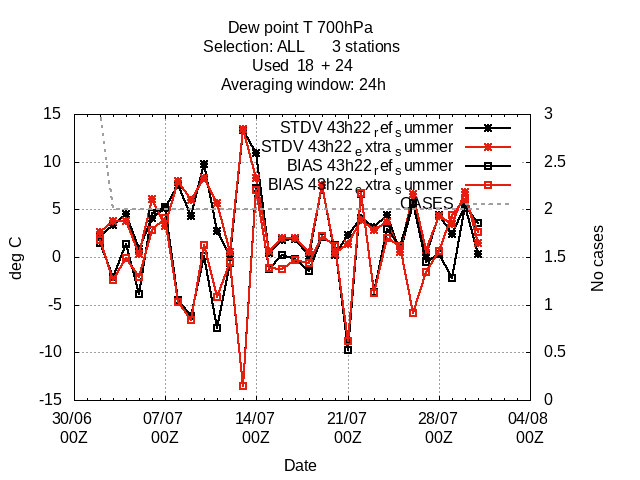 Dew point T 700hPa
Selection: ALL 3 stations
Used 18 + 24
Averaging window: 24h
STDV 43h22_ref_summer
STDV 43h22_extra_summer
BIAS 43h22_ref_summer
BIAS 43h22_extra_summer
CASES
15
10
5
0
-5
-10
-15
deg C
3
2.5
2
1.5
1
0.5
0
No cases
30/06 07/07 14/07 21/07 28/07 04/08
00Z 00Z 00Z 00Z 00Z 00Z
Date